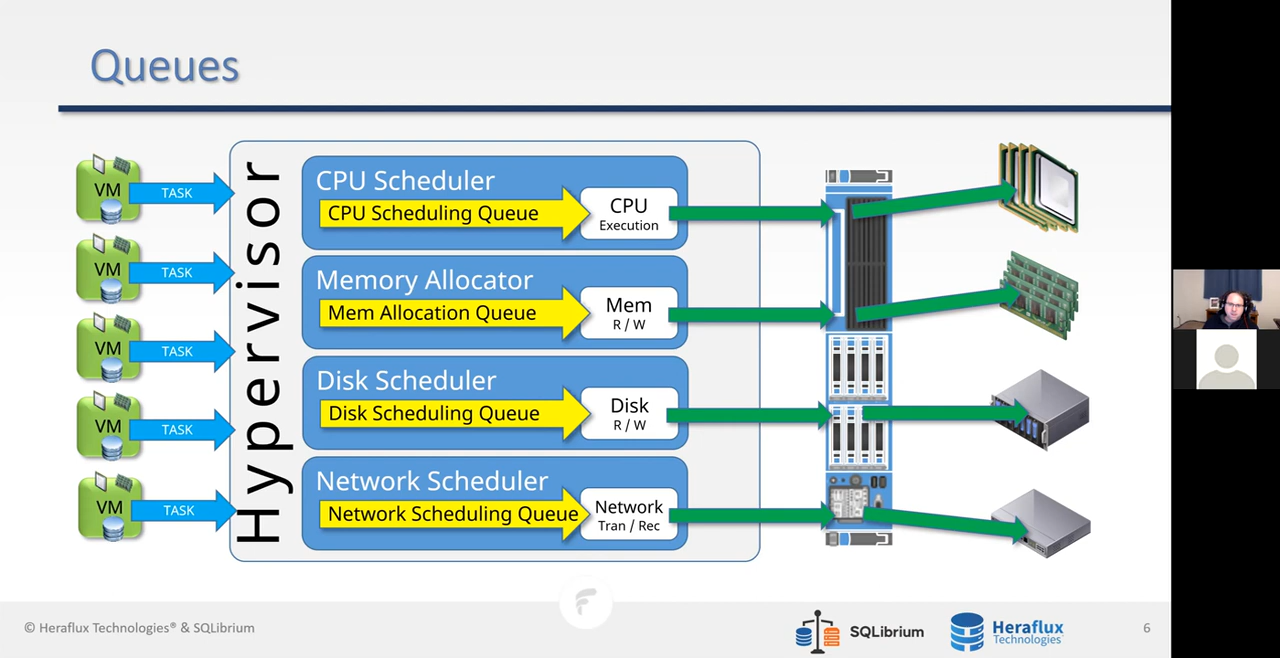 Queues
VM
TASK
VM
TASK
VM
TASK
VM
TASK
VM
TASK
Hypervisor
CPU Scheduler
CPU Scheduling Queue
CPU
Execution
Memory Allocator
Mem Allocation Queue
Mem
R / W
Disk Scheduler
Disk Scheduling Queue
Disk
R / W
Network Scheduler
Network Scheduling Queue
Network
Tran / Rec
© Heraflux Technologies® & SQLibrium
SQLibrium
Heraflux
Technologies
6